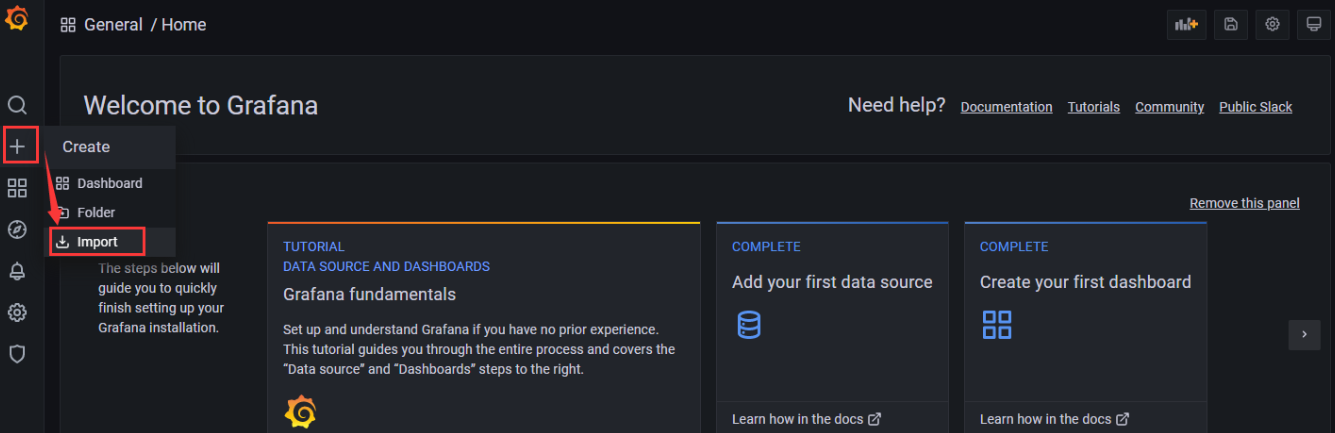 General / Home
Welcome to Grafana
Need help? Documentation Tutorials Community Public Slack
Create
Dashboard
Folder
Import
Remove this panel
The steps below will
guide you to quickly
finish setting up your
Grafana installation.
TUTORIAL
DATA SOURCE AND DASHBOARDS
Grafana fundamentals
Set up and understand Grafana if you have no prior experience.
This tutorial guides you through the entire process and covers the
“Data source” and “Dashboards” steps to the right.
COMPLETE
Add your first data source
Learn how in the docs
COMPLETE
Create your first dashboard
Learn how in the docs